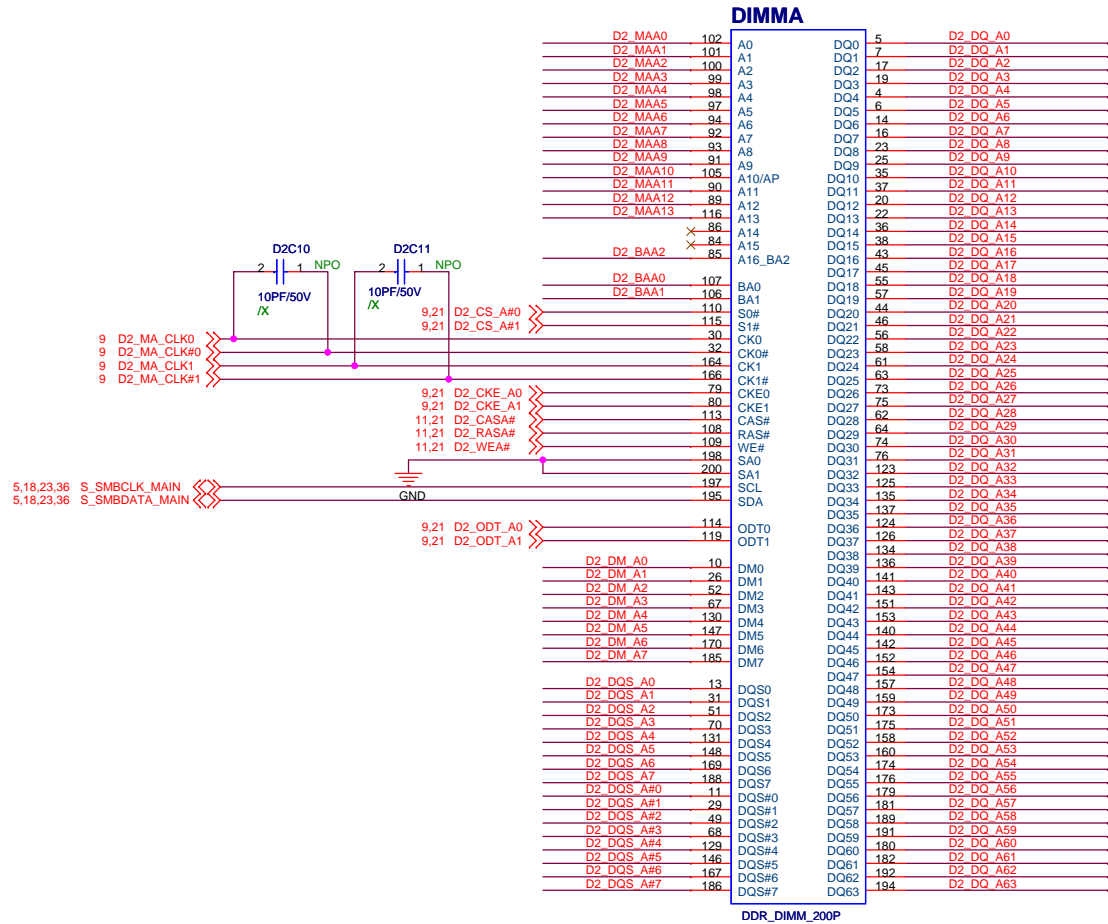 DIMMA
D2_MAA0 102 A0 DQ0 5 D2_DQ_A0
D2_MAA1 101 A1 DQ1 7 D2_DQ_A1
D2_MAA2 100 A2 DQ2 17 D2_DQ_A2
D2_MAA3 99 A3 DQ3 19 D2_DQ_A3
D2_MAA4 98 A4 DQ4 4 D2_DQ_A4
D2_MAA5 97 A5 DQ5 6 D2_DQ_A5
D2_MAA6 94 A6 DQ6 14 D2_DQ_A6
D2_MAA7 92 A7 DQ7 16 D2_DQ_A7
D2_MAA8 93 A8 DQ8 23 D2_DQ_A8
D2_MAA9 91 A9 DQ9 25 D2_DQ_A9
D2_MAA10 105 A10/AP DQ10 35 D2_DQ_A10
D2_MAA11 90 A11 DQ11 37 D2_DQ_A11
D2_MAA12 89 A12 DQ12 20 D2_DQ_A12
D2_MAA13 116 A13 DQ13 22 D2_DQ_A13
86 A14 DQ14 36 D2_DQ_A14
84 A15 DQ15 38 D2_DQ_A15
D2_BAA2 85 A16_BA2 DQ16 43 D2_DQ_A16
DQ17 45 D2_DQ_A17
D2_BAA0 107 BA0 DQ18 55 D2_DQ_A18
D2_BAA1 106 BA1 DQ19 57 D2_DQ_A19
9,21 D2_CS_A#0 110 S0# DQ20 44 D2_DQ_A20
9,21 D2_CS_A#1 115 S1# DQ21 46 D2_DQ_A21
D2C10 D2C11
2 1 NPO 2 1 NPO
10PF/50V 10PF/50V
/X /X
9 D2_MA_CLK0 30 CK0 DQ22 56 D2_DQ_A22
9 D2_MA_CLK#0 32 CK0# DQ23 58 D2_DQ_A23
9 D2_MA_CLK1 164 CK1 DQ24 61 D2_DQ_A24
9 D2_MA_CLK#1 166 CK1# DQ25 63 D2_DQ_A25
9,21 D2_CKE_A0 79 CKE0 DQ26 73 D2_DQ_A26
9,21 D2_CKE_A1 80 CKE1 DQ27 75 D2_DQ_A27
11,21 D2_CASA# 113 CAS# DQ28 62 D2_DQ_A28
11,21 D2_RASA# 108 RAS# DQ29 64 D2_DQ_A29
11,21 D2_WEA# 109 WE# DQ30 74 D2_DQ_A30
198 SA0 DQ31 76 D2_DQ_A31
200 SA1 DQ32 123 D2_DQ_A32
5,18,23,36 S_SMBCLK_MAIN 197 SCL DQ33 125 D2_DQ_A33
5,18,23,36 S_SMBDATA_MAIN GND 195 SDA DQ34 135 D2_DQ_A34
DQ35 137 D2_DQ_A35
9,21 D2_ODT_A0 114 ODT0 DQ36 124 D2_DQ_A36
9,21 D2_ODT_A1 119 ODT1 DQ37 126 D2_DQ_A37
DQ38 134 D2_DQ_A38
D2_DM_A0 10 DM0 DQ39 136 D2_DQ_A39
D2_DM_A1 26 DM1 DQ40 141 D2_DQ_A40
D2_DM_A2 52 DM2 DQ41 143 D2_DQ_A41
D2_DM_A3 67 DM3 DQ42 151 D2_DQ_A42
D2_DM_A4 130 DM4 DQ43 153 D2_DQ_A43
D2_DM_A5 147 DM5 DQ44 140 D2_DQ_A44
D2_DM_A6 170 DM6 DQ45 142 D2_DQ_A45
D2_DM_A7 185 DM7 DQ46 152 D2_DQ_A46
DQ47 154 D2_DQ_A47
D2_DQS_A0 13 DQS0 DQ48 157 D2_DQ_A48
D2_DQS_A1 31 DQS1 DQ49 159 D2_DQ_A49
D2_DQS_A2 51 DQS2 DQ50 173 D2_DQ_A50
D2_DQS_A3 70 DQS3 DQ51 175 D2_DQ_A51
D2_DQS_A4 131 DQS4 DQ52 158 D2_DQ_A52
D2_DQS_A5 148 DQS5 DQ53 160 D2_DQ_A53
D2_DQS_A6 169 DQS6 DQ54 174 D2_DQ_A54
D2_DQS_A7 188 DQS7 DQ55 176 D2_DQ_A55
D2_DQS_A#0 11 DQS#0 DQ56 179 D2_DQ_A56
D2_DQS_A#1 29 DQS#1 DQ57 181 D2_DQ_A57
D2_DQS_A#2 49 DQS#2 DQ58 189 D2_DQ_A58
D2_DQS_A#3 68 DQS#3 DQ59 191 D2_DQ_A59
D2_DQS_A#4 129 DQS#4 DQ60 180 D2_DQ_A60
D2_DQS_A#5 146 DQS#5 DQ61 182 D2_DQ_A61
D2_DQS_A#6 167 DQS#6 DQ62 192 D2_DQ_A62
D2_DQS_A#7 186 DQS#7 DQ63 194 D2_DQ_A63
DDR_DIMM_200P